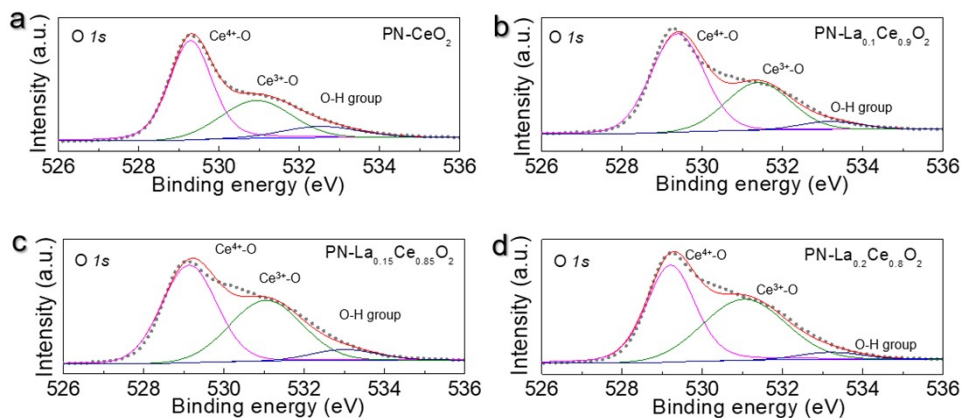 a
O 1s
Ce⁴⁺-O
PN-CeO₂
Ce³⁺-O
O-H group
Intensity (a.u.)
526 528 530 532 534 536
Binding energy (eV)
b
O 1s
Ce⁴⁺-O
PN-La₀.₁Ce₀.₉O₂
Ce³⁺-O
O-H group
Intensity (a.u.)
526 528 530 532 534 536
Binding energy (eV)
c
O 1s
Ce⁴⁺-O
PN-La₀.₁₅Ce₀.₈₅O₂
Ce³⁺-O
O-H group
Intensity (a.u.)
526 528 530 532 534 536
Binding energy (eV)
d
O 1s
Ce⁴⁺-O
PN-La₀.₂Ce₀.₈O₂
Ce³⁺-O
O-H group
Intensity (a.u.)
526 528 530 532 534 536
Binding energy (eV)